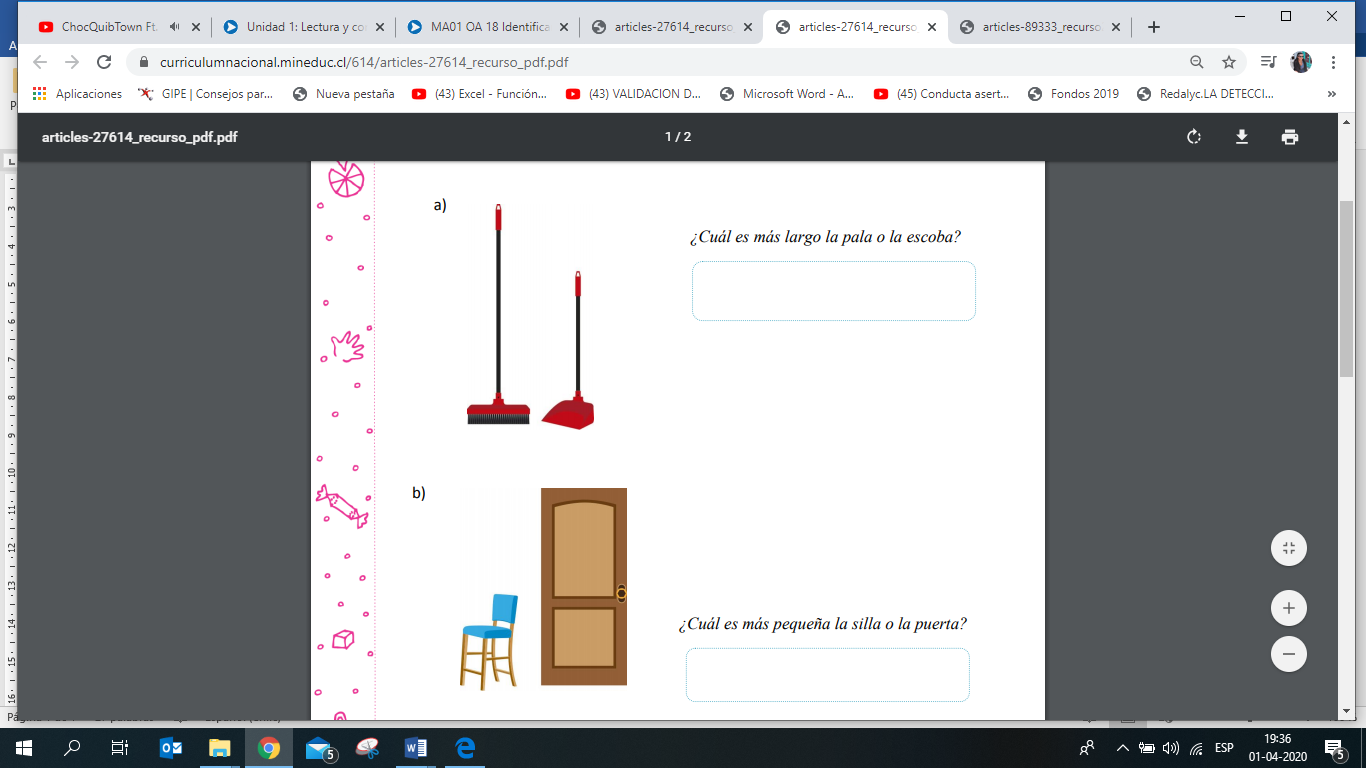 ChocQuibTown Ft.
Unidad 1: Lectura y co
MA01 OA 18 Identifica
articles-27614_recurso
articles-27614_recurso
articles-89333_recurso
curriculumnacional.mineduc.cl/614/articles-27614_recurso_pdf.pdf
Aplicaciones
GIPE | Consejos par...
Nueva pestaña
(43) Excel - Función...
(43) VALIDACION D...
Microsoft Word - A...
(45) Conducta asert...
Fondos 2019
Redalyc.LA DETECCI...
»
articles-27614_recurso_pdf.pdf
1 / 2
a)
¿Cuál es más largo la pala o la escoba?
b)
¿Cuál es más pequeña la silla o la puerta?
5
ESP
19:36
01-04-2020
5